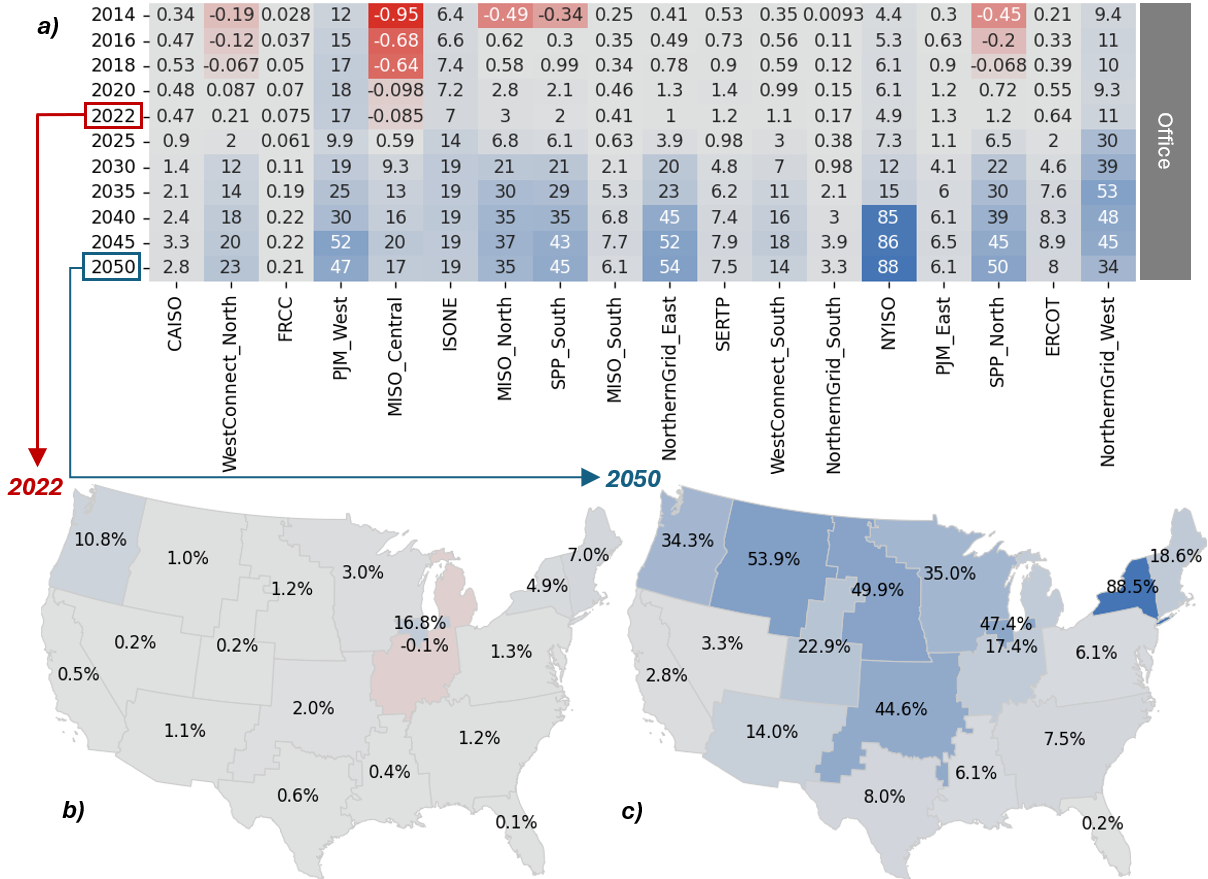 a)
2014 0.34 -0.19 0.028 12 -0.95 6.4 -0.49 -0.34 0.25 0.41 0.53 0.35 0.0093 4.4 0.3 -0.45 0.21 9.4
2016 0.47 -0.12 0.037 15 -0.68 6.6 0.62 0.3 0.35 0.49 0.73 0.56 0.11 5.3 0.63 -0.2 0.33 11
2018 0.53 -0.067 0.05 17 -0.64 7.4 0.58 0.99 0.34 0.78 0.9 0.59 0.12 6.1 0.9 -0.068 0.39 10
2020 0.48 0.087 0.07 18 -0.098 7.2 2.8 2.1 0.46 1.3 1.4 0.99 0.15 6.1 1.2 0.72 0.55 9.3
2022 0.47 0.21 0.075 17 -0.085 7 3 2 0.41 1 1.2 1.1 0.17 4.9 1.3 1.2 0.64 11
2025 0.9 2 0.061 9.9 0.59 14 6.8 6.1 0.63 3.9 0.98 3 0.38 7.3 1.1 6.5 2 30
2030 1.4 12 0.11 19 9.3 19 21 21 2.1 20 4.8 7 0.98 12 4.1 22 4.6 39
2035 2.1 14 0.19 25 13 19 30 29 5.3 23 6.2 11 2.1 15 6 30 7.6 53
2040 2.4 18 0.22 30 16 19 35 35 6.8 45 7.4 16 3 85 6.1 39 8.3 48
2045 3.3 20 0.22 52 20 19 37 43 7.7 52 7.9 18 3.9 86 6.5 45 8.9 45
2050 2.8 23 0.21 47 17 19 35 45 6.1 54 7.5 14 3.3 88 6.1 50 8 34
Office
CAISO
WestConnect_North
FRCC
PJM_West
MISO_Central
ISONE
MISO_North
SPP_South
MISO_South
NorthernGrid_East
SERTP
WestConnect_South
NorthernGrid_South
NYISO
PJM_East
SPP_North
ERCOT
NorthernGrid_West
2022
10.8%
1.0%
1.2%
3.0%
7.0%
4.9%
16.8%
-0.1%
1.3%
0.2%
0.2%
0.5%
2.0%
1.1%
1.2%
0.4%
0.6%
0.1%
b)
2050
34.3%
53.9%
49.9%
35.0%
18.6%
88.5%
47.4%
17.4%
6.1%
3.3%
22.9%
2.8%
44.6%
14.0%
7.5%
6.1%
8.0%
0.2%
c)